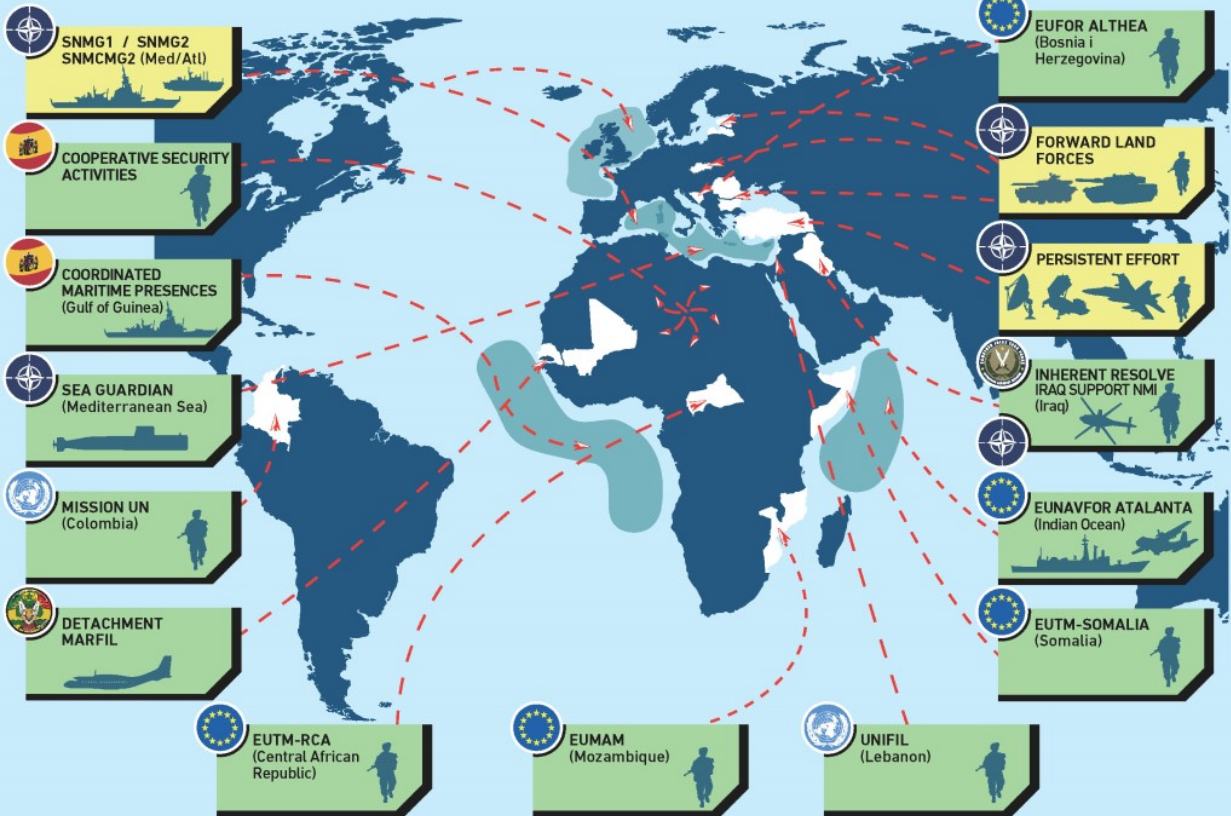 SNMG1 / SNMG2
SNMCMG2 (Med/Atl)
COOPERATIVE SECURITY
ACTIVITIES
COORDINATED
MARITIME PRESENCES
(Gulf of Guinea)
SEA GUARDIAN
(Mediterranean Sea)
MISSION UN
(Colombia)
DETACHMENT
MARFIL
EUTM-RCA
(Central African
Republic)
EUMAM
(Mozambique)
UNIFIL
(Lebanon)
EUFOR ALTHEA
(Bosnia i
Herzegovina)
FORWARD LAND
FORCES
PERSISTENT EFFORT
INHERENT RESOLVE
IRAQ SUPPORT NMI
(Iraq)
EUNAVFOR ATALANTA
(Indian Ocean)
EUTM-SOMALIA
(Somalia)